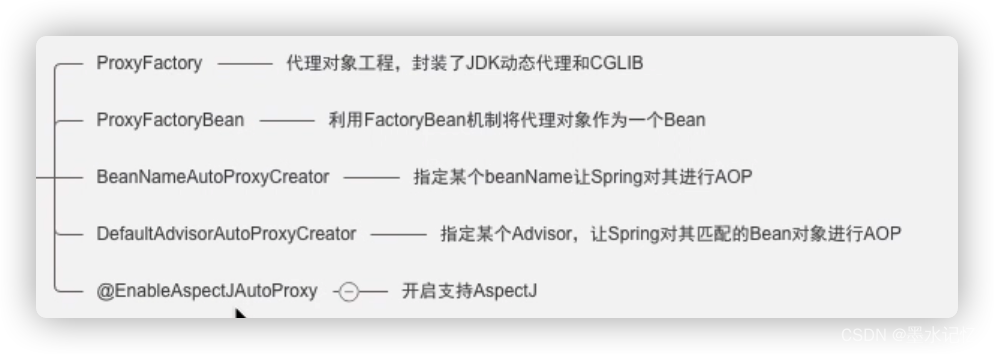 ProxyFactory 代理对象工程，封装了JDK动态代理和CGLIB
ProxyFactoryBean 利用FactoryBean机制将代理对象作为一个Bean
BeanNameAutoProxyCreator 指定某个beanName让Spring对其进行AOP
DefaultAdvisorAutoProxyCreator 指定某个Advisor，让Spring对其匹配的Bean对象进行AOP
@EnableAspectJAutoProxy 开启支持AspectJ
CSDN